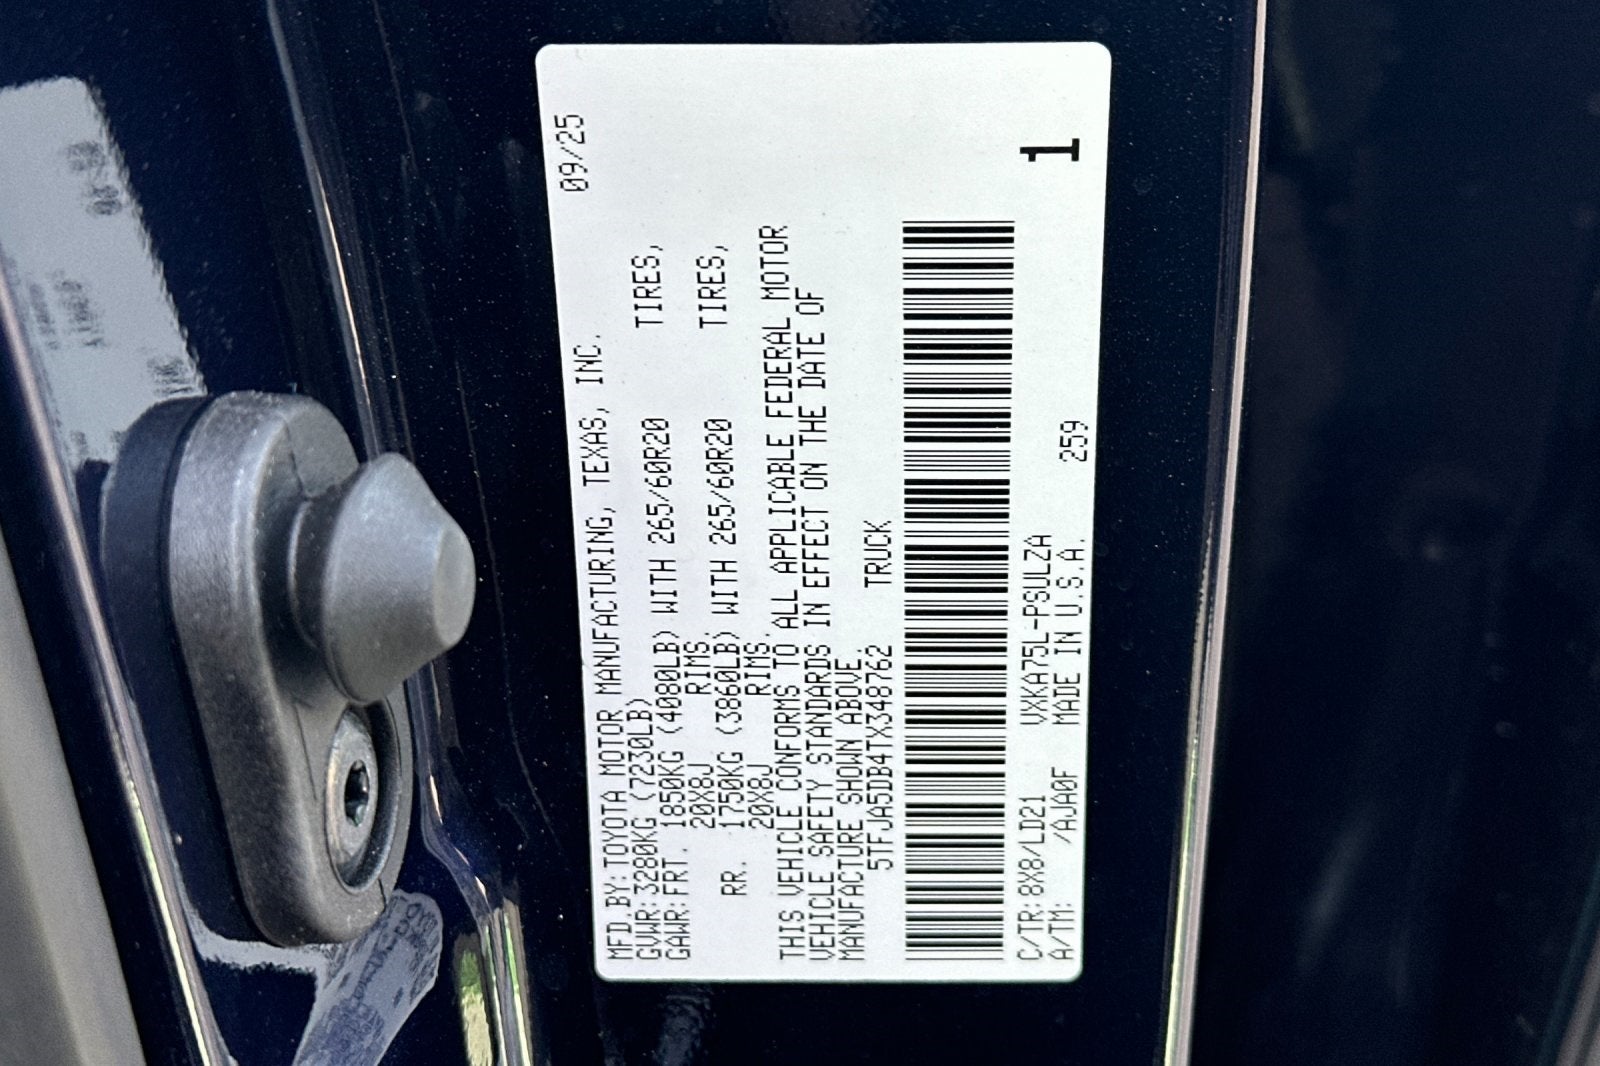 09/25
MFD.BY:TOYOTA MOTOR MANUFACTURING, TEXAS, INC.
GVWR:3280KG(7230LB)
GAWR:FRT. 1850KG(4080LB)WITH 265/60R20 TIRES,
20X8J RIMS.
RR. 1750KG(3860LB)WITH 265/60R20 TIRES,
20X8J RIMS.
THIS VEHICLE CONFORMS TO ALL APPLICABLE FEDERAL MOTOR
VEHICLE SAFETY STANDARDS IN EFFECT ON THE DATE OF
MANUFACTURE SHOWN ABOVE.
5TFJA5DB4TX348762 TRUCK
C/TR:8X8/LD21 VXKA75L-PSULZA
1
A/TM: /AJA0F MADE IN U.S.A. 259